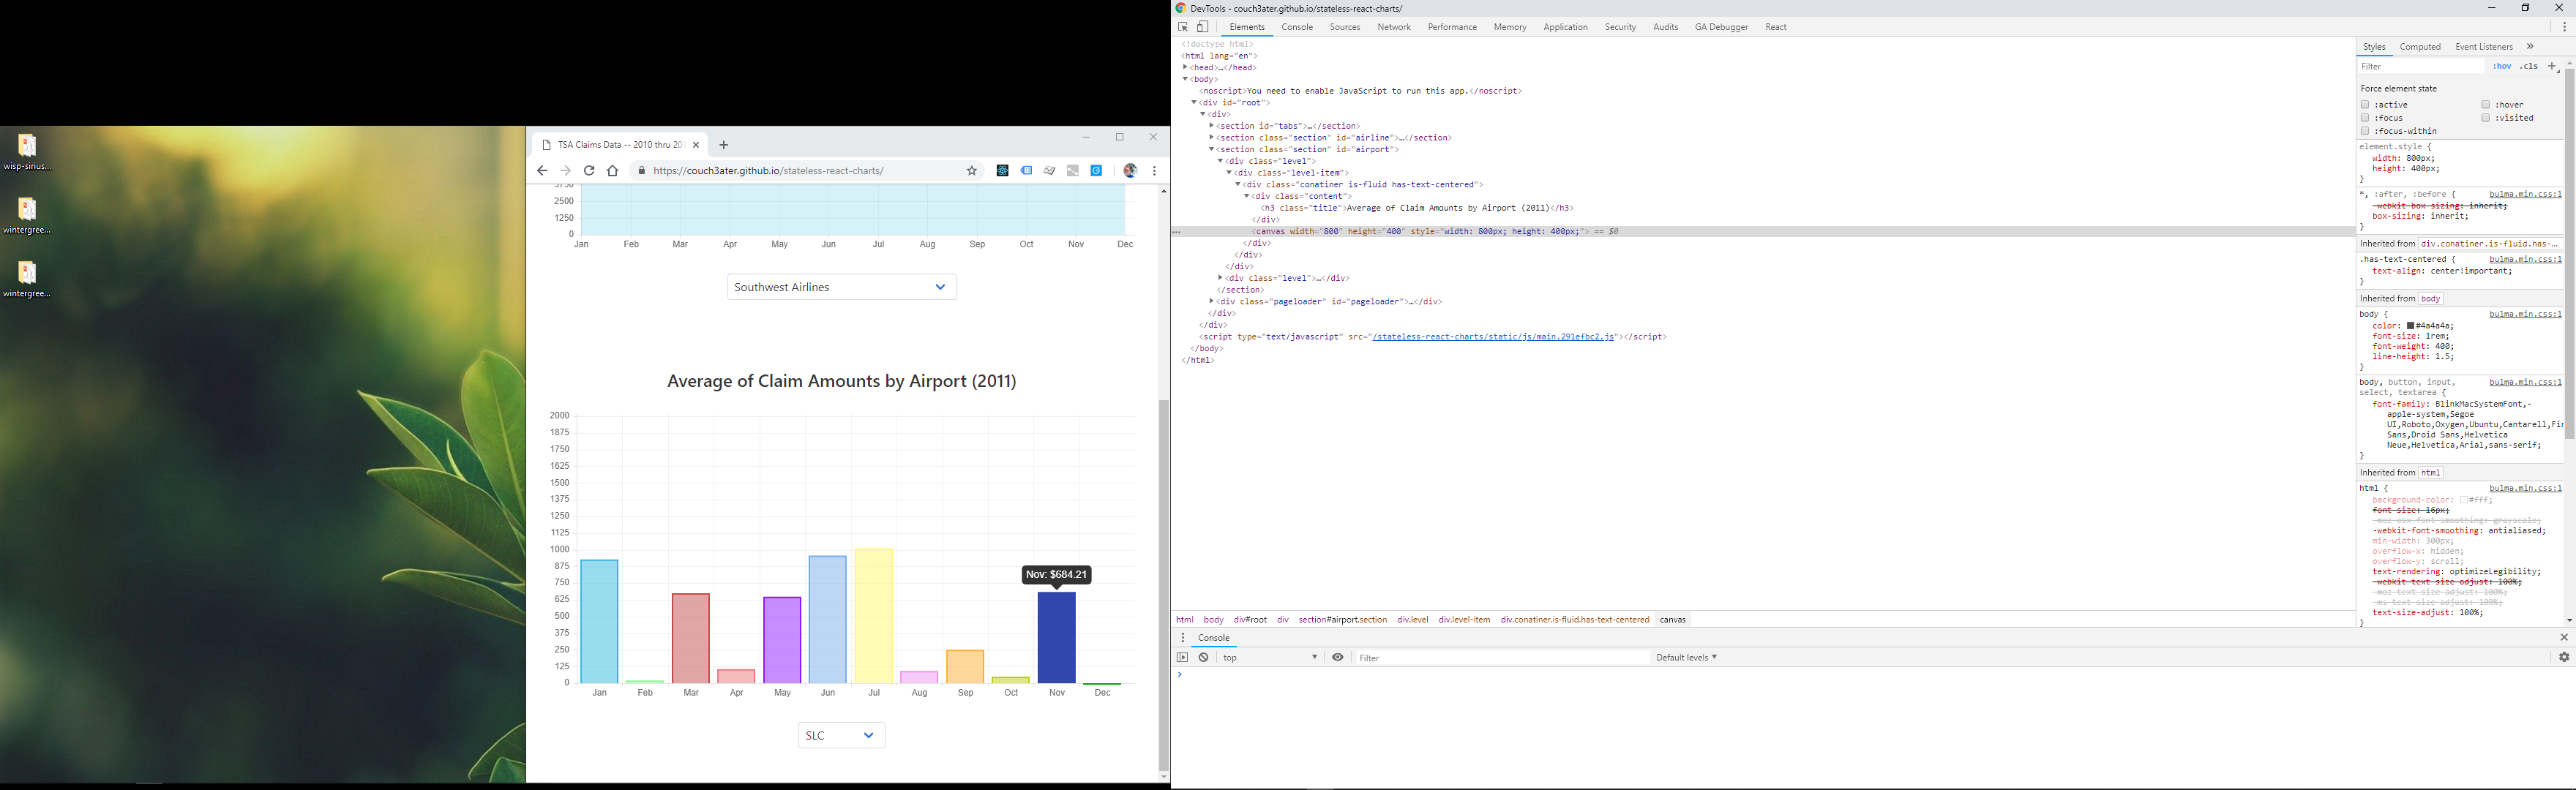 wisp-sirius...
wintergree...
wintergree...
TSA Claims Data -- 2010 thru 201
https://couch3ater.github.io/stateless-react-charts/
3750
2500
1250
0
Jan Feb Mar Apr May Jun Jul Aug Sep Oct Nov Dec
Southwest Airlines
Average of Claim Amounts by Airport (2011)
2000
1875
1750
1625
1500
1375
1250
1125
1000
875
750
625
500
375
250
125
0
Nov: $684.21
Jan Feb Mar Apr May Jun Jul Aug Sep Oct Nov Dec
SLC
DevTools - couch3ater.github.io/stateless-react-charts/
Elements Console Sources Network Performance Memory Application Security Audits GA Debugger React
<!doctype html>
<html lang="en">
<head>…</head>
<body>
<noscript>You need to enable JavaScript to run this app.</noscript>
<div id="root">
<div>
<section id="tabs">…</section>
<section class="section" id="airline">…</section>
<section class="section" id="airport">
<div class="level">
<div class="level-item">
<div class="conatiner is-fluid has-text-centered">
<div class="content">
<h3 class="title">Average of Claim Amounts by Airport (2011)</h3>
</div>
<canvas width="800" height="400" style="width: 800px; height: 400px;"> == $0
</div>
</div>
</div>
<div class="level">…</div>
</section>
<div class="pageloader" id="pageloader">…</div>
</div>
</div>
<script type="text/javascript" src="/stateless-react-charts/static/js/main.291efbc2.js"></script>
</body>
</html>
html body div#root div section#airport.section div.level div.level-item div.conatiner.is-fluid.has-text-centered canvas
Console
top Filter Default levels
Styles Computed Event Listeners
Filter :hov .cls
Force element state
:active :hover
:focus :visited
:focus-within
element.style {
width: 800px;
height: 400px;
}
*, :after, :before { bulma.min.css:1
-webkit-box-sizing: inherit;
box-sizing: inherit;
}
Inherited from div.conatiner.is-fluid.has-…
.has-text-centered { bulma.min.css:1
text-align: center!important;
}
Inherited from body
body { bulma.min.css:1
color: #4a4a4a;
font-size: 1rem;
font-weight: 400;
line-height: 1.5;
}
body, button, input, bulma.min.css:1
select, textarea {
font-family: BlinkMacSystemFont,-
apple-system,Segoe
UI,Roboto,Oxygen,Ubuntu,Cantarell,Fir
Sans,Droid Sans,Helvetica
Neue,Helvetica,Arial,sans-serif;
}
Inherited from html
html { bulma.min.css:1
background-color: #fff;
font-size: 16px;
-moz-osx-font-smoothing: grayscale;
-webkit-font-smoothing: antialiased;
min-width: 300px;
overflow-x: hidden;
overflow-y: scroll;
text-rendering: optimizeLegibility;
-webkit-text-size-adjust: 100%;
-moz-text-size-adjust: 100%;
-ms-text-size-adjust: 100%;
text-size-adjust: 100%;
}